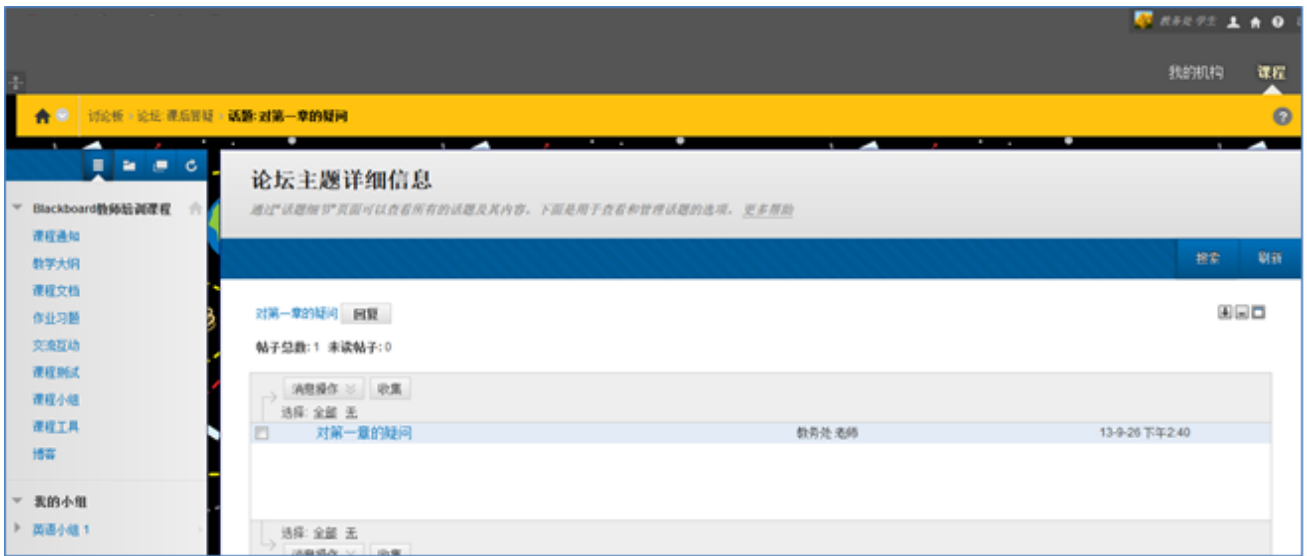 教务处 学生
我的机构 课程
讨论板 > 论坛: 课后答疑 > 话题: 对第一章的疑问
论坛主题详细信息
通过“话题细节”页面可以查看所有的话题及其内容。下面是用于查看和管理话题的选项。 更多帮助
Blackboard教师培训课程
课程通知
教学大纲
课程文档
作业习题
交流互动
课程测试
课程小组
课程工具
博客
我的小组
英语小组 1
搜索 刷新
对第一章的疑问 回复
帖子总数: 1 未读帖子: 0
消息操作 收集
选择: 全部 无
对第一章的疑问 教务处 老师 13-9-26 下午2:40
选择: 全部 无
消息操作 收集